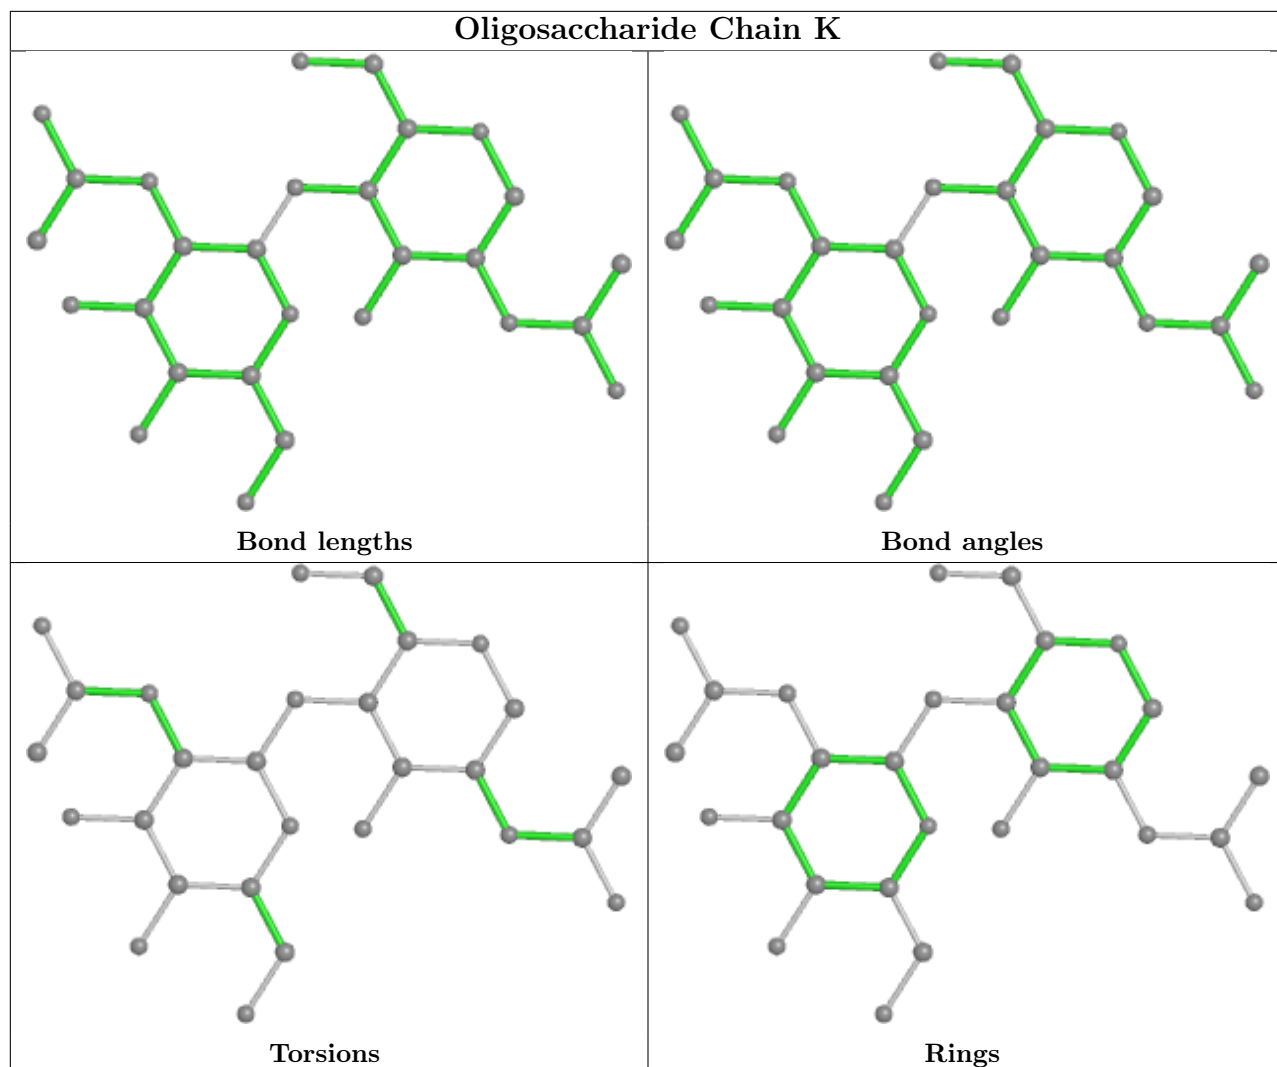 Oligosaccharide Chain K
Bond lengths
Bond angles
Torsions
Rings